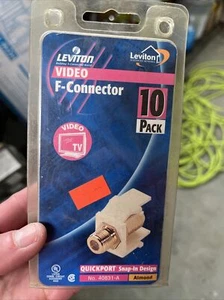 LEVITON
Leviton
VIDEO
F-Connector
10
PACK
VIDEO
TV
QUICKPORT Snap-In Design
No. 40831-A Almond